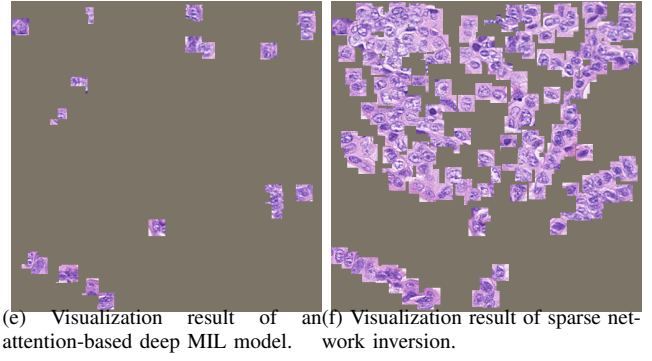 (e) Visualization result of an
attention-based deep MIL model.
(f) Visualization result of sparse net-
work inversion.